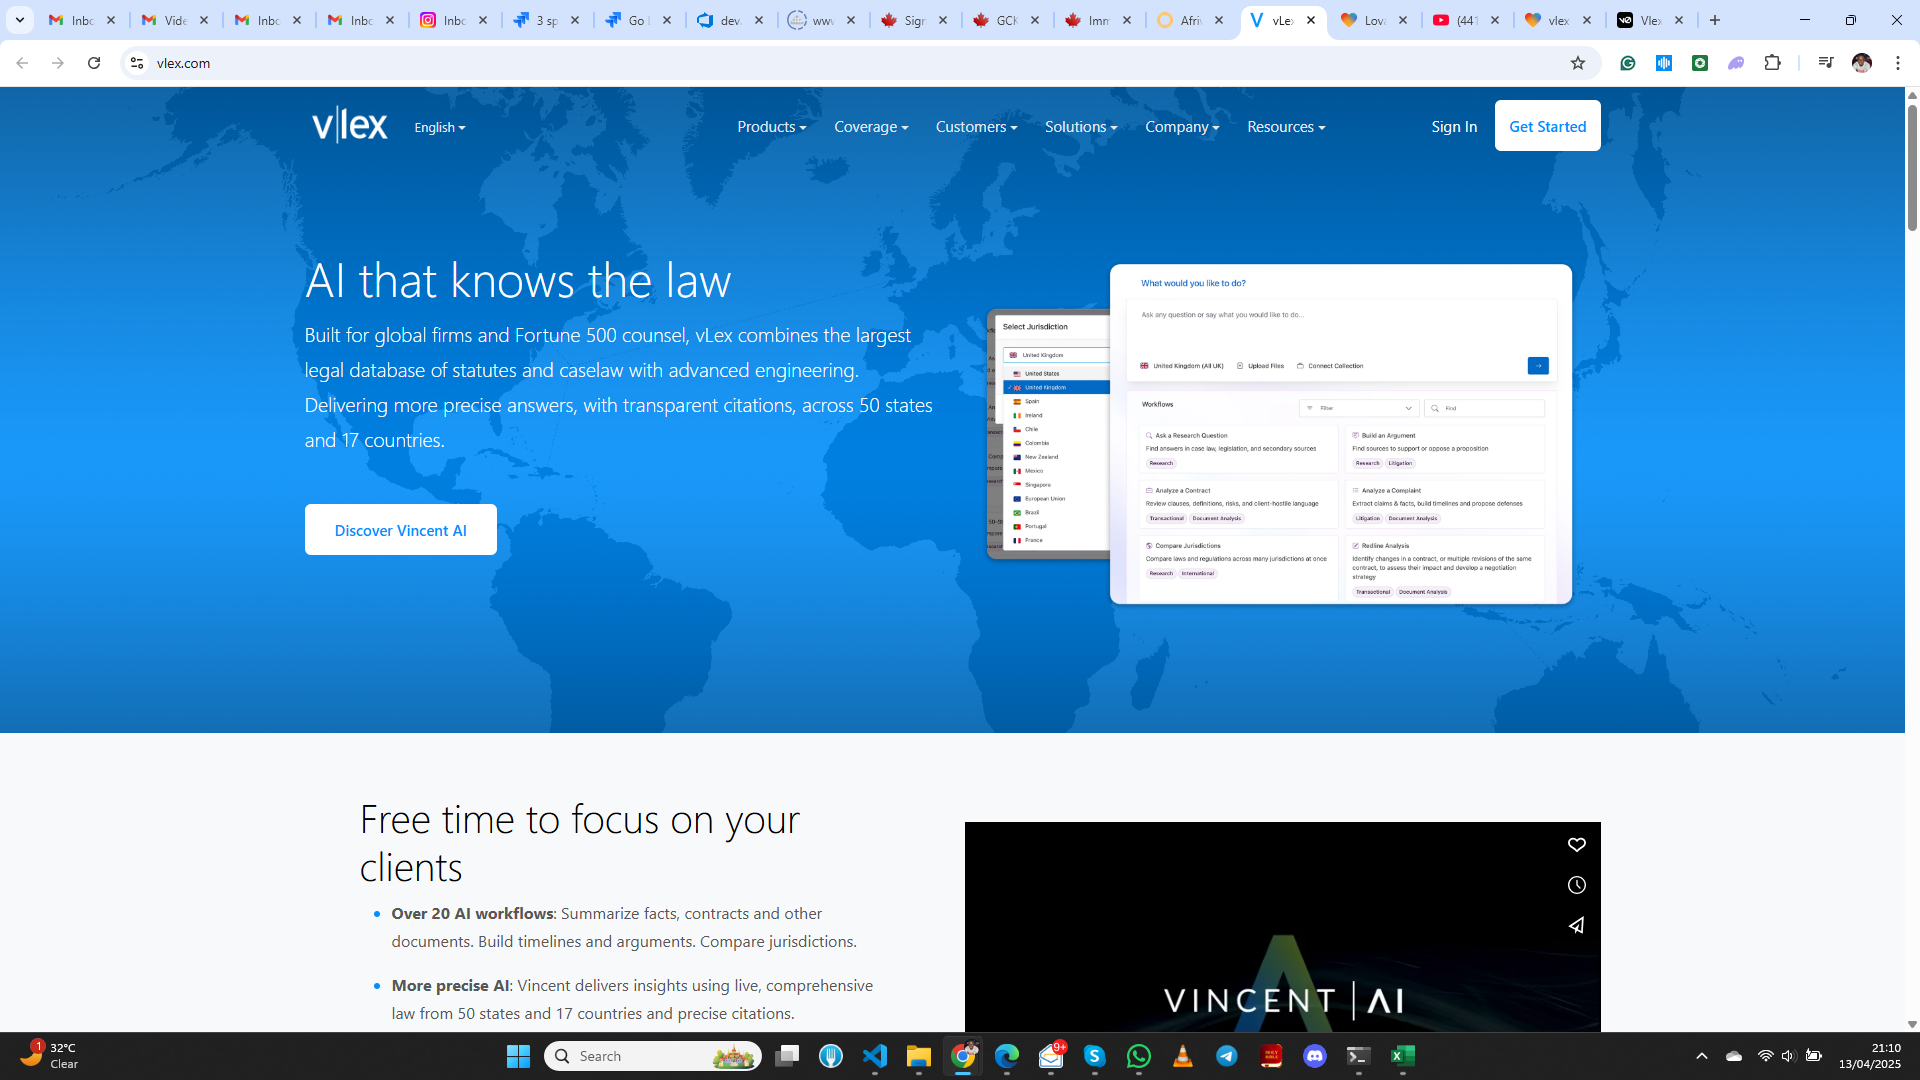 Inbo
Vide
Inbo
Inbo
Inbo
3 sp
Go l
dev.
www
Sign
GCK
Imm
Afri
vLex
Lova
(441
vlex
Vlex
vlex.com
v|lex
English
Products
Coverage
Customers
Solutions
Company
Resources
Sign In
Get Started
AI that knows the law
Built for global firms and Fortune 500 counsel, vLex combines the largest
legal database of statutes and caselaw with advanced engineering.
Delivering more precise answers, with transparent citations, across 50 states
and 17 countries.
Discover Vincent AI
Select Jurisdiction
United Kingdom
United States
United Kingdom
Spain
Ireland
Chile
Colombia
New Zealand
Mexico
Singapore
European Union
Brazil
Portugal
France
What would you like to do?
Ask any question or say what you would like to do...
United Kingdom (All UK)
Upload Files
Connect Collection
Workflows
Filter
Find
Ask a Research Question
Find answers in case law, legislation, and secondary sources
Research
Build an Argument
Find sources to support or oppose a proposition
Research Litigation
Analyze a Contract
Review clauses, definitions, risks, and client-hostile language
Transactional Document Analysis
Analyze a Complaint
Extract claims & facts, build timelines and propose defenses
Litigation Document Analysis
Compare Jurisdictions
Compare laws and regulations across many jurisdictions at once
Research International
Redline Analysis
Identify changes in a contract, or multiple revisions of the same
contract, to assess their impact and develop a negotiation
strategy
Transactional Document Analysis
Free time to focus on your
clients
Over 20 AI workflows: Summarize facts, contracts and other
documents. Build timelines and arguments. Compare jurisdictions.
More precise AI: Vincent delivers insights using live, comprehensive
law from 50 states and 17 countries and precise citations.
VINCENT | AI
1
32°C
Clear
Search
9+
HOLY BIBLE
21:10
13/04/2025